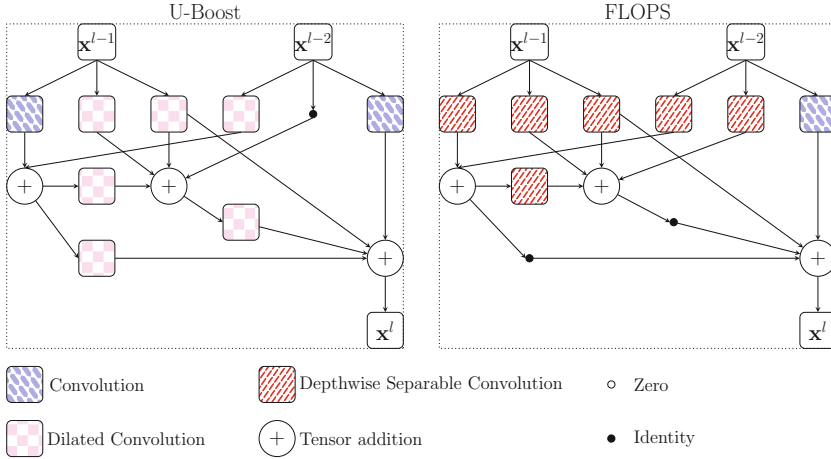 U-Boost FLOPS
x^{l−1} x^{l−2} x^{l−1} x^{l−2}
+ + + +
+ +
x^l x^l
Convolution Depthwise Separable Convolution Zero
Dilated Convolution + Tensor addition Identity